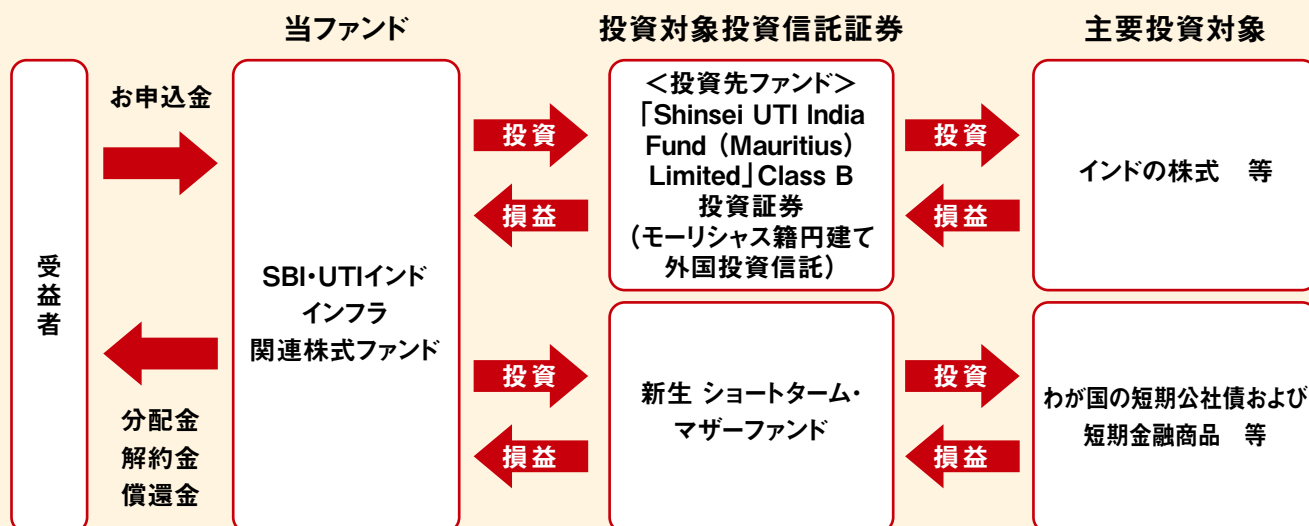 当ファンド
投資対象投資信託証券
主要投資対象
受益者
お申込金
分配金
解約金
償還金
SBI・UTIインド
インフラ
関連株式ファンド
投資
損益
<投資先ファンド>
「Shinsei UTI India
Fund (Mauritius)
Limited」Class B
投資証券
(モーリシャス籍円建て
外国投資信託)
投資
損益
インドの株式 等
投資
損益
新生 ショートターム・
マザーファンド
投資
損益
わが国の短期公社債および
短期金融商品 等